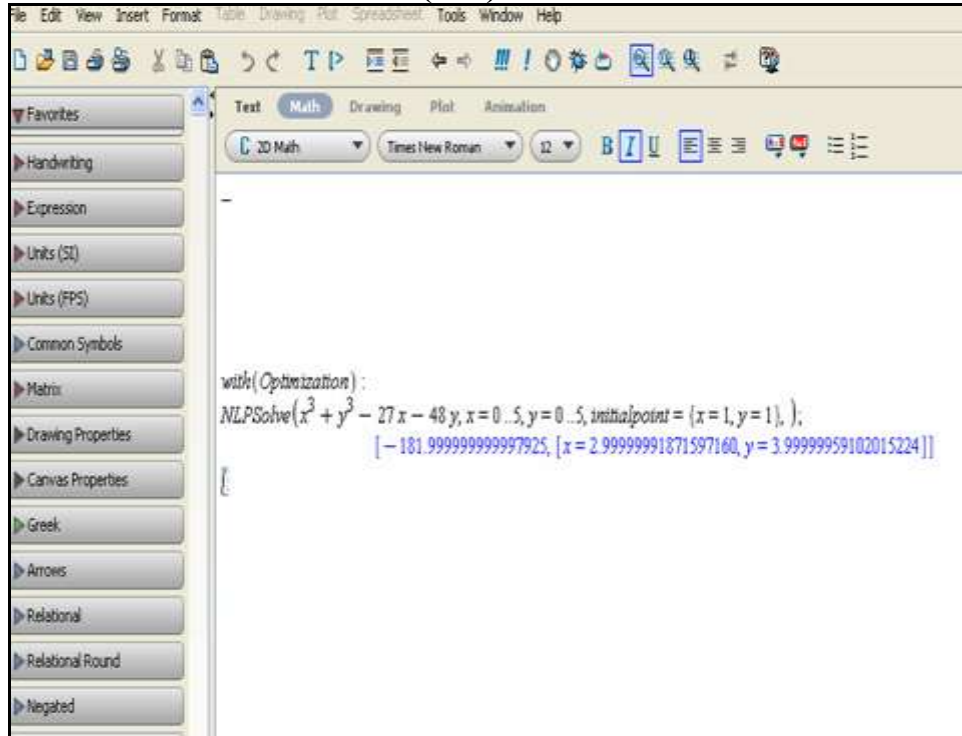 File Edit View Insert Format Table Drawing Plot Spreadsheet Tools Window Help
Favorites
Handwriting
Expression
Units (SI)
Units (FPS)
Common Symbols
Matrix
Drawing Properties
Canvas Properties
Greek
Arrows
Relational
Relational Round
Negated
Text Math Drawing Plot Animation
C 2D Math Times New Roman 12 B I U
with(Optimization) :
NLPSolve(x³ + y³ − 27 x − 48 y, x = 0 ..5, y = 0 ..5, initialpoint = {x = 1, y = 1}, );
[−181.999999999997925, [x = 2.99999991871597160, y = 3.99999959102015224]]